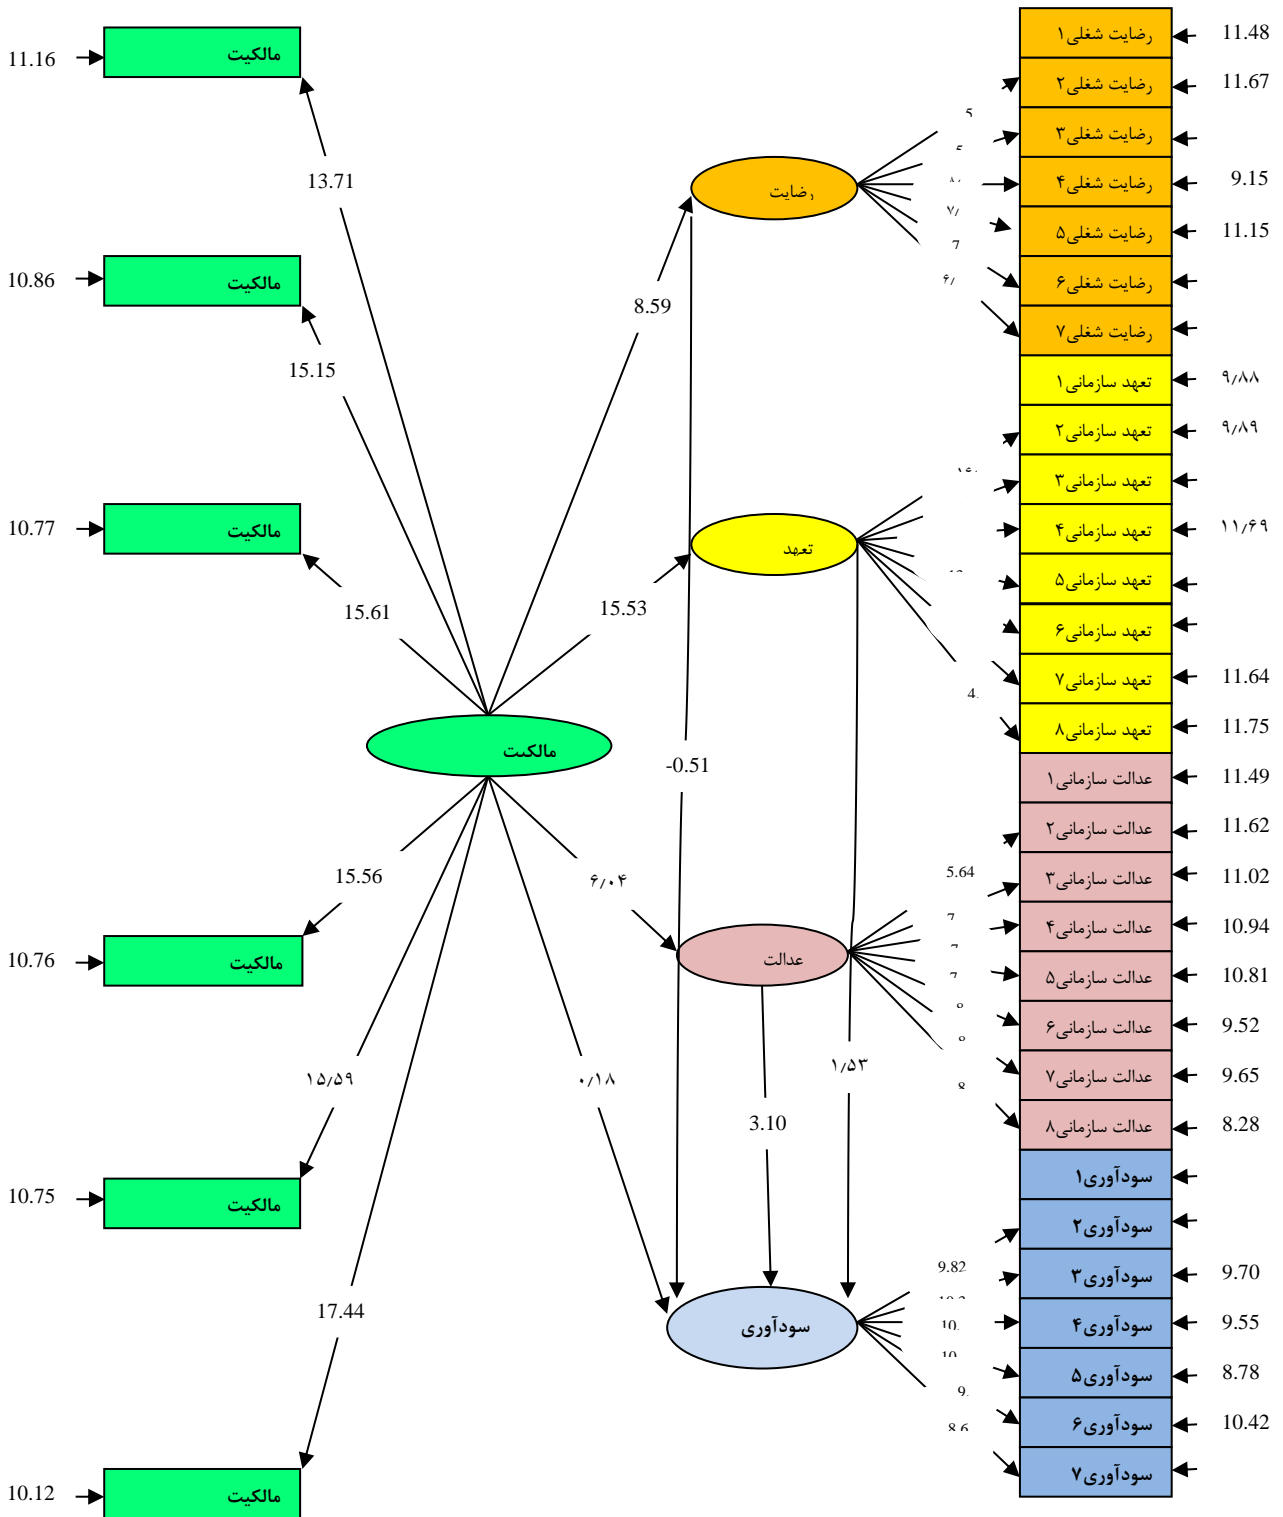 11.16
مالکیت
13.71
10.86
مالکیت
15.15
10.77
مالکیت
15.61
مالکیت
15.56
10.76
مالکیت
۱۵٫۵۹
10.75
مالکیت
17.44
10.12
مالکیت
8.59
رضایت
15.53
تعهد
-0.51
۶٫۰۴
عدالت
۰٫۱۸
3.10
۱٫۵۳
سودآوری
رضایت شغلی۱
11.48
رضایت شغلی۲
11.67
رضایت شغلی۳
رضایت شغلی۴
9.15
رضایت شغلی۵
11.15
رضایت شغلی۶
رضایت شغلی۷
تعهد سازمانی۱
۹٫۸۸
تعهد سازمانی۲
۹٫۸۹
تعهد سازمانی۳
تعهد سازمانی۴
۱۱٫۶۹
تعهد سازمانی۵
تعهد سازمانی۶
تعهد سازمانی۷
11.64
تعهد سازمانی۸
11.75
عدالت سازمانی۱
11.49
عدالت سازمانی۲
11.62
5.64
عدالت سازمانی۳
11.02
عدالت سازمانی۴
10.94
عدالت سازمانی۵
10.81
عدالت سازمانی۶
9.52
عدالت سازمانی۷
9.65
عدالت سازمانی۸
8.28
سودآوری۱
سودآوری۲
9.82
سودآوری۳
9.70
10.
سودآوری۴
9.55
سودآوری۵
8.78
9.
سودآوری۶
10.42
8.6
سودآوری۷